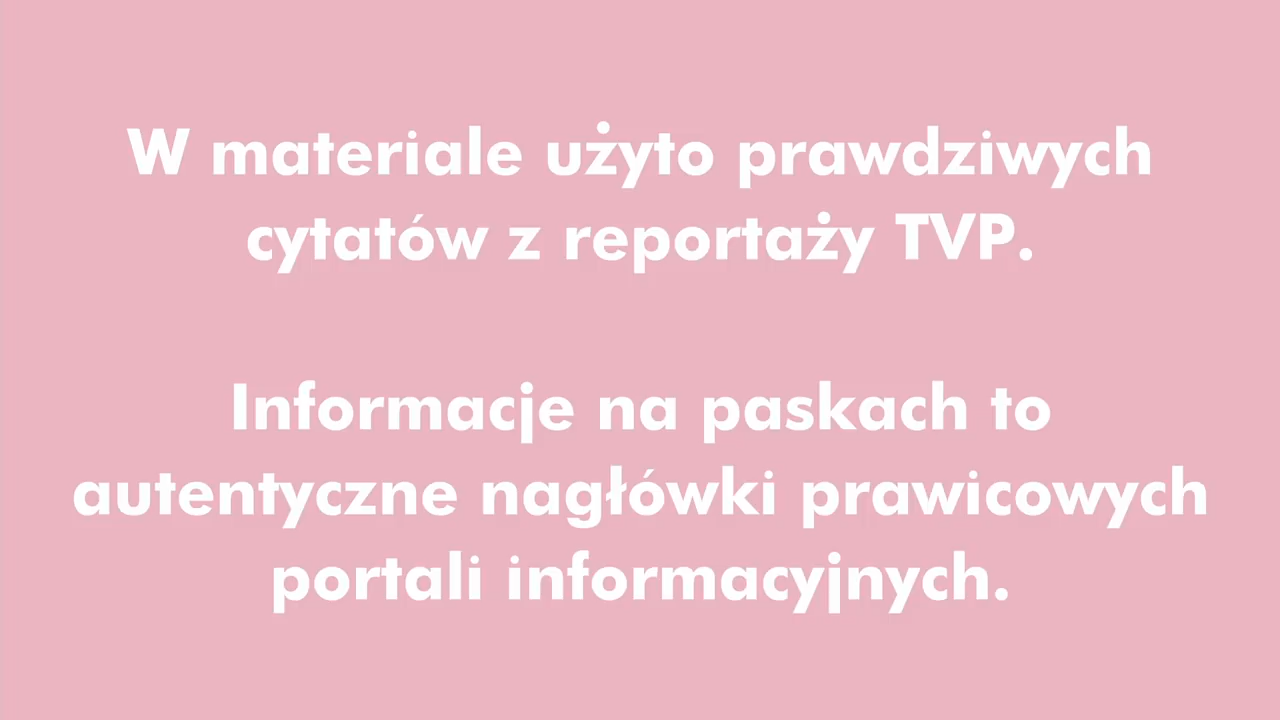 W materiale użyto prawdziwych
cytatów z reportaży TVP.
Informacje na paskach to
autentyczne nagłówki prawicowych
portali informacyjnych.